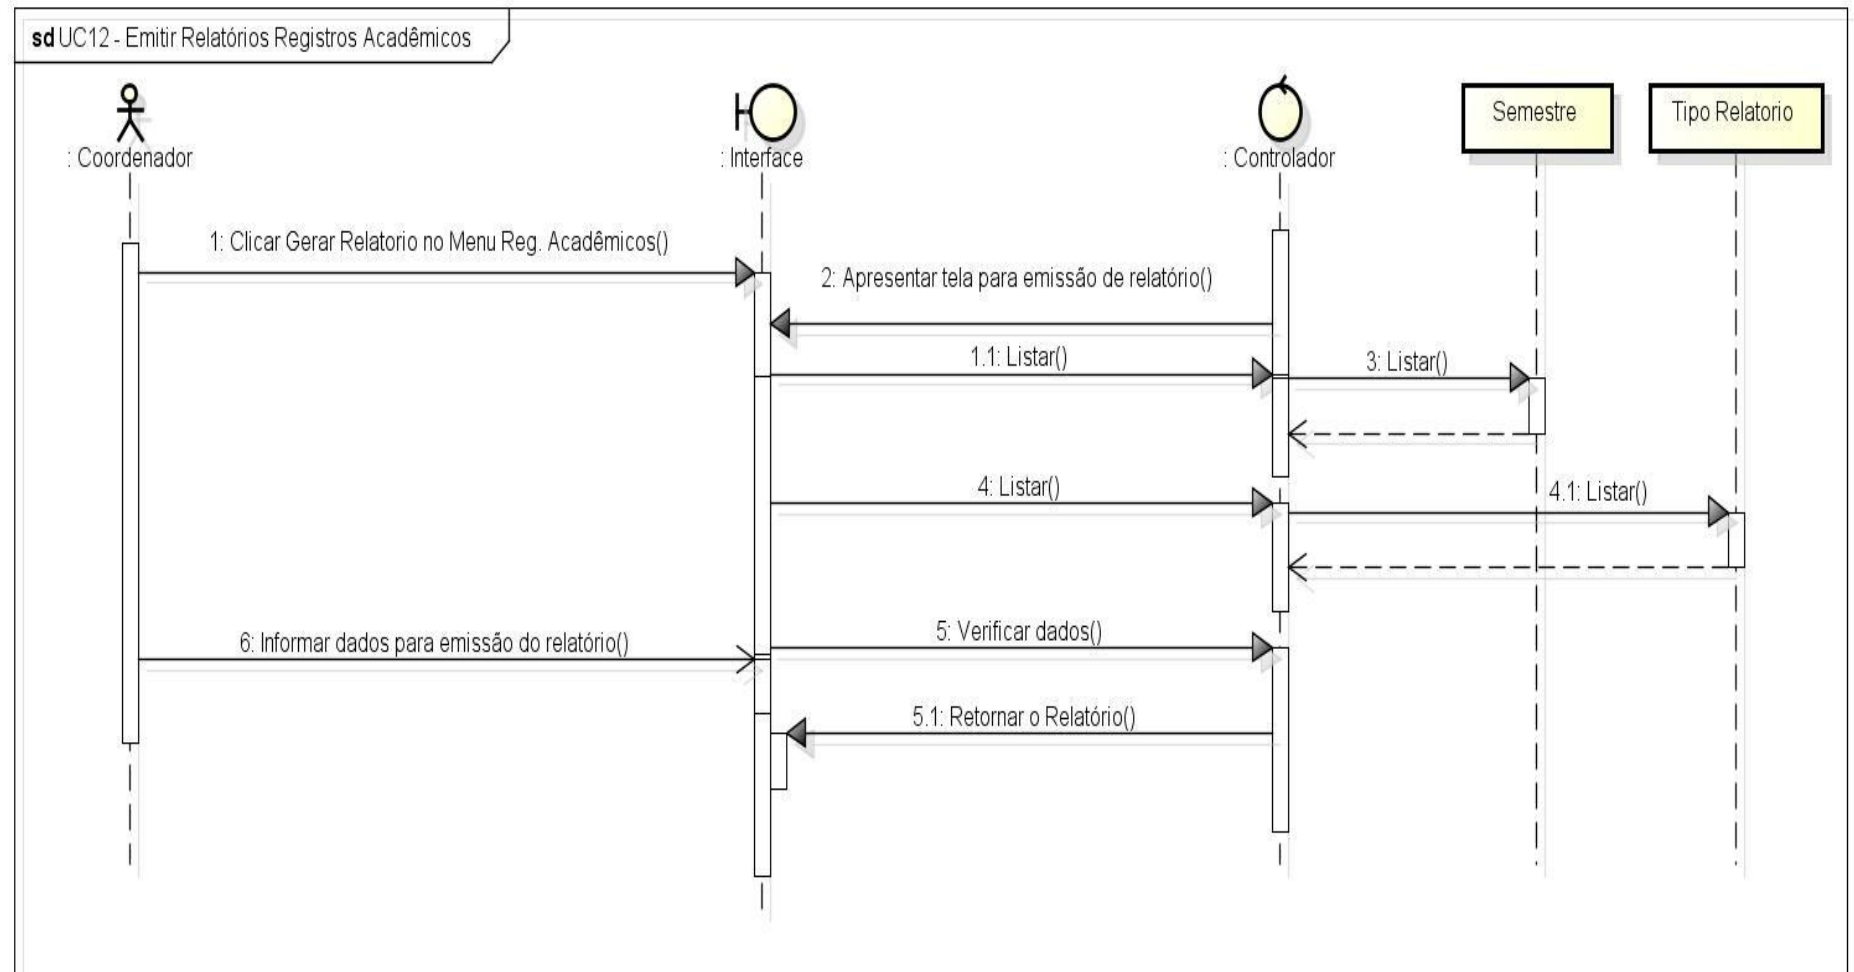 sd UC12 - Emitir Relatórios Registros Acadêmicos
: Coordenador
: Interface
: Controlador
Semestre
Tipo Relatorio
1: Clicar Gerar Relatorio no Menu Reg. Acadêmicos()
2: Apresentar tela para emissão de relatório()
1.1: Listar()
3: Listar()
4: Listar()
4.1: Listar()
6: Informar dados para emissão do relatório()
5: Verificar dados()
5.1: Retornar o Relatório()